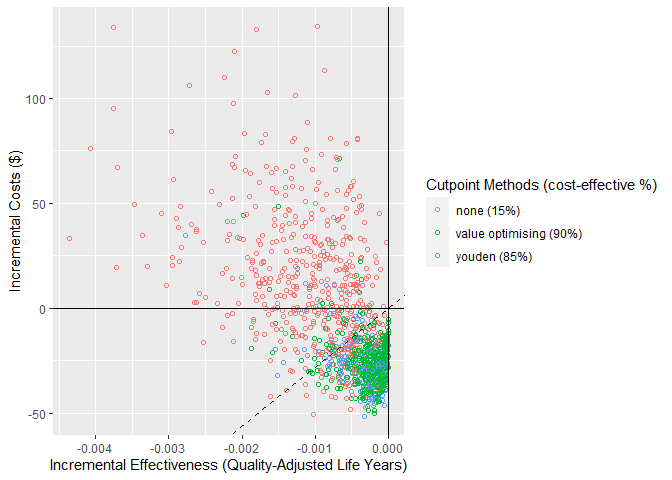 100
50
0
-50
-0.004
-0.003
-0.002
-0.001
0.000
Incremental Effectiveness (Quality-Adjusted Life Years)
Incremental Costs ($)
Cutpoint Methods (cost-effective %)
none (15%)
value optimising (90%)
youden (85%)